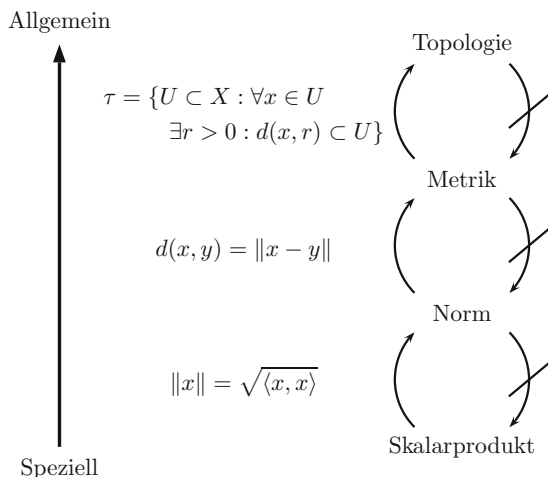 Allgemein
Topologie
τ = {U ⊂ X : ∀x ∈ U
∃r > 0 : d(x, r) ⊂ U}
Metrik
d(x, y) = ‖x − y‖
Norm
‖x‖ = √⟨x, x⟩
Skalarprodukt
Speziell